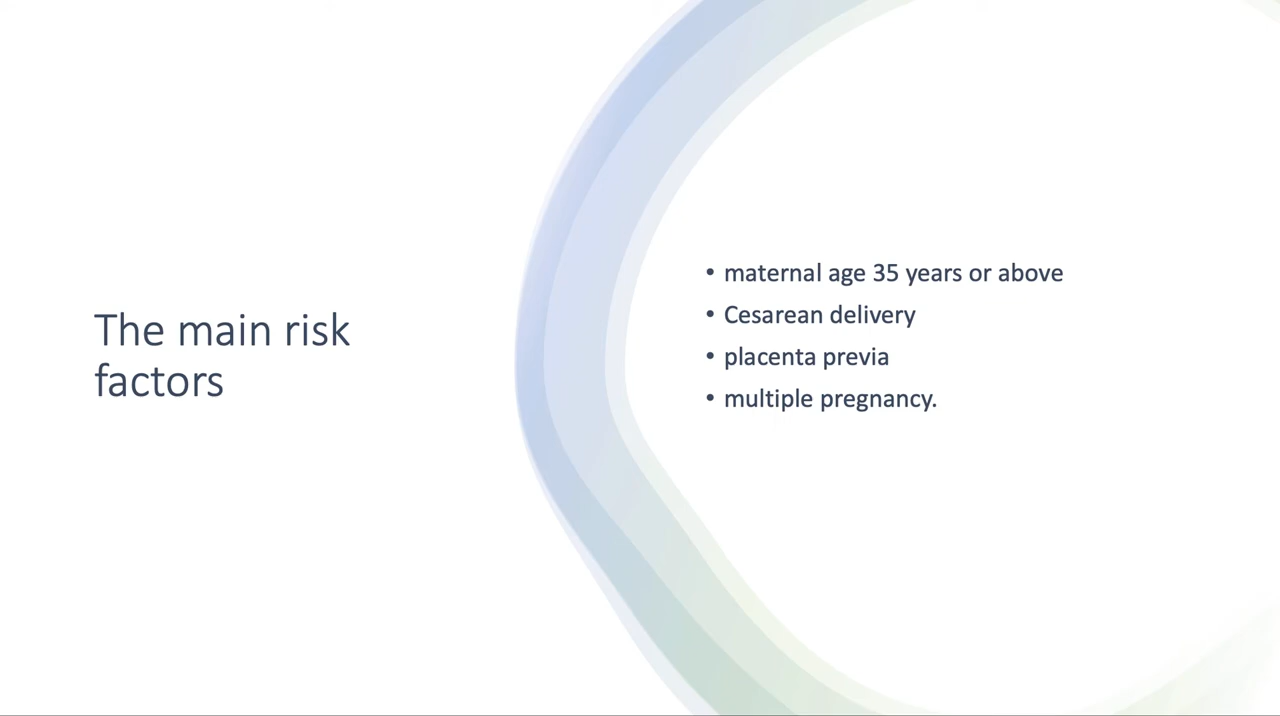 The main risk
factors
• maternal age 35 years or above
• Cesarean delivery
• placenta previa
• multiple pregnancy.